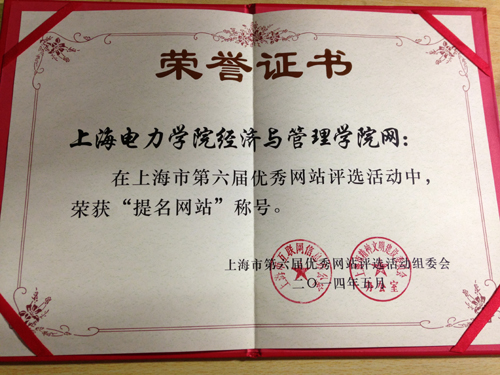 荣誉证书
上海电力学院经济与管理学院网：
在上海市第六届优秀网站评选活动中，
荣获“提名网站”称号。
上海市第六届优秀网站评选活动组委会
二〇一四年五月
办公室